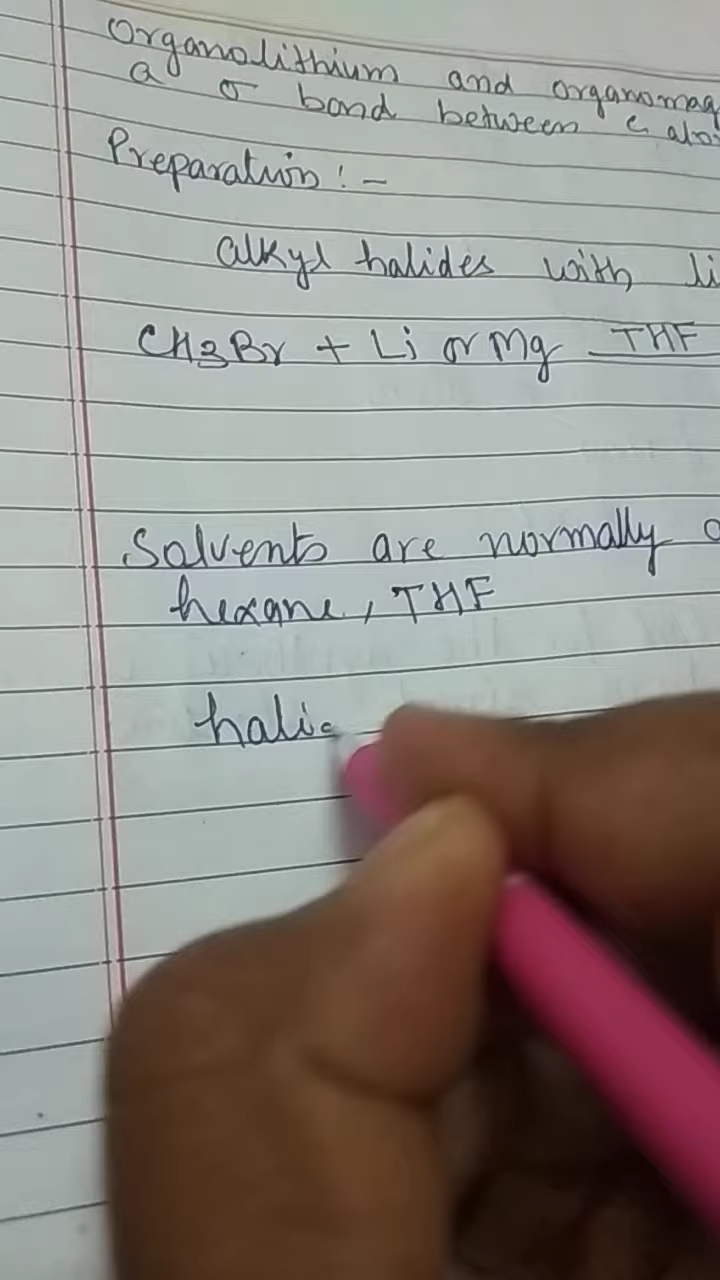 Organolithium and organomag
a σ bond between c ato
Preparation :-
alkyl halides with li
CH3Br + Li or Mg THF
Solvents are normally
hexane, THF
hali